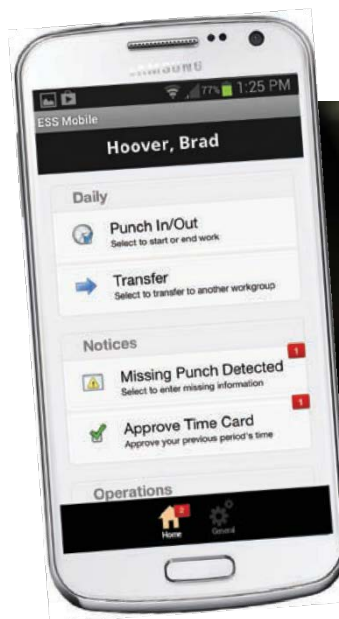 SAMSUNG
77% 1:25 PM
ESS Mobile
Hoover, Brad
Daily
Punch In/Out
Select to start or end work
Transfer
Select to transfer to another workgroup
Notices
1
Missing Punch Detected
Select to enter missing information
1
Approve Time Card
Approve your previous period's time
Operations
2
Home
General